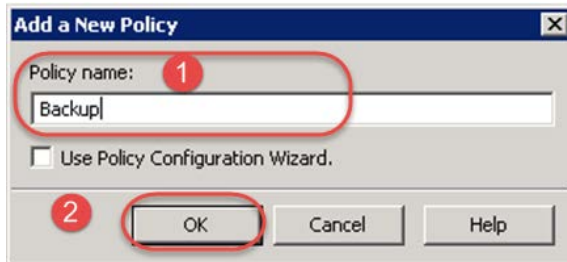 Add a New Policy
Policy name:
1
Backup
Use Policy Configuration Wizard.
2
OK
Cancel
Help